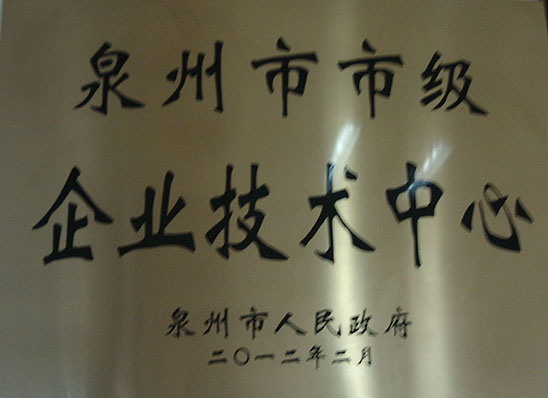 泉州市市级
企业技术中心
泉州市人民政府
二〇一二年二月